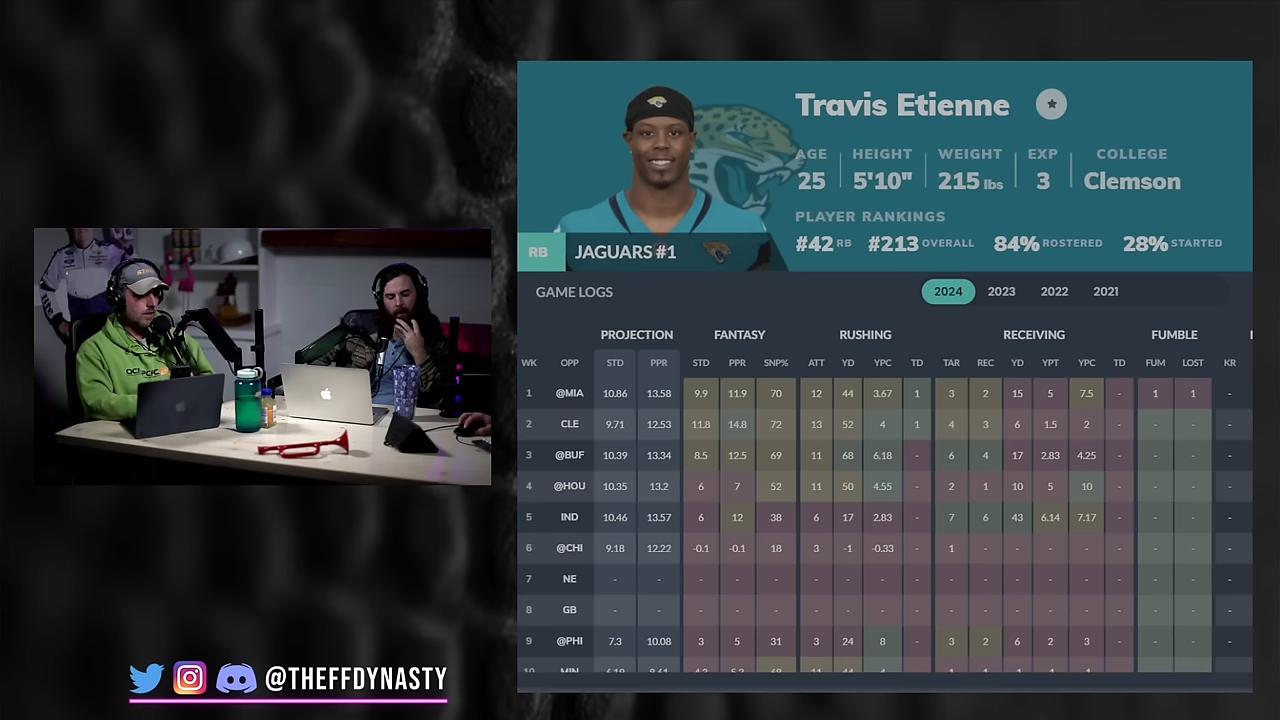 Travis Etienne
AGE HEIGHT WEIGHT EXP COLLEGE
25 5'10" 215 lbs 3 Clemson
PLAYER RANKINGS
#42 RB #213 OVERALL 84% ROSTERED 28% STARTED
RB JAGUARS #1
GAME LOGS 2024 2023 2022 2021
PROJECTION FANTASY RUSHING RECEIVING FUMBLE
WK OPP STD PPR STD PPR SNP% ATT YD YPC TD TAR REC YD YPT YPC TD FUM LOST KR
1 @MIA 10.86 13.58 9.9 11.9 70 12 44 3.67 1 3 2 15 5 7.5 - 1 1 -
2 CLE 9.71 12.53 11.8 14.8 72 13 52 4 1 4 3 6 1.5 2 - - - -
3 @BUF 10.39 13.34 8.5 12.5 69 11 68 6.18 - 6 4 17 2.83 4.25 - - - -
4 @HOU 10.35 13.2 6 7 52 11 50 4.55 - 2 1 10 5 10 - - - -
5 IND 10.46 13.57 6 12 38 6 17 2.83 - 7 6 43 6.14 7.17 - - - -
6 @CHI 9.18 12.22 -0.1 -0.1 18 3 -1 -0.33 - 1 - - - - - - - -
7 NE - - - - - - - - - - - - - - - - - -
8 GB - - - - - - - - - - - - - - - - - -
9 @PHI 7.3 10.08 3 5 31 3 24 8 - 3 2 6 2 3 - - - -
10 MIN
@THEFFDYNASTY